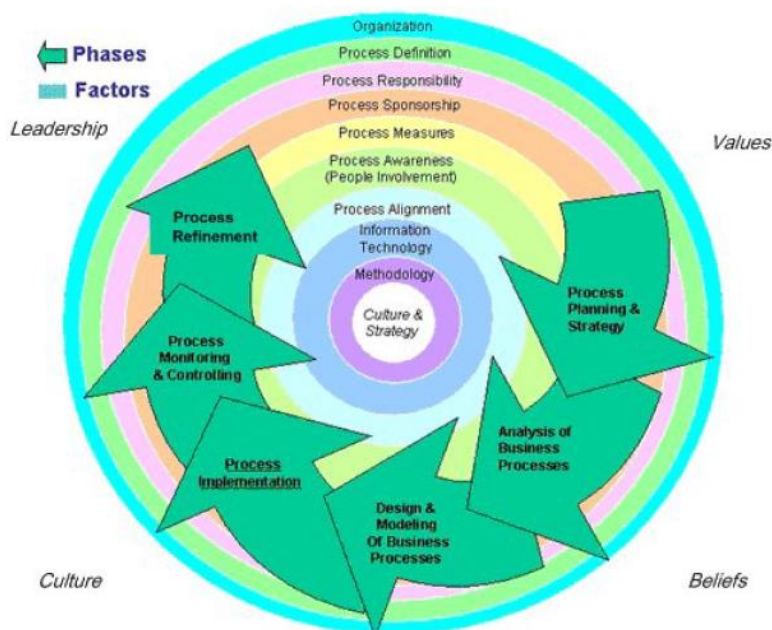 Phases
Factors
Leadership
Values
Organization
Process Definition
Process Responsibility
Process Sponsorship
Process Measures
Process Awareness
(People Involvement)
Process Alignment
Information
Technology
Methodology
Culture &
Strategy
Process
Planning &
Strategy
Analysis of
Business
Processes
Design &
Modeling
Of Business
Processes
Process
Implementation
Process
Monitoring
& Controlling
Process
Refinement
Culture
Beliefs